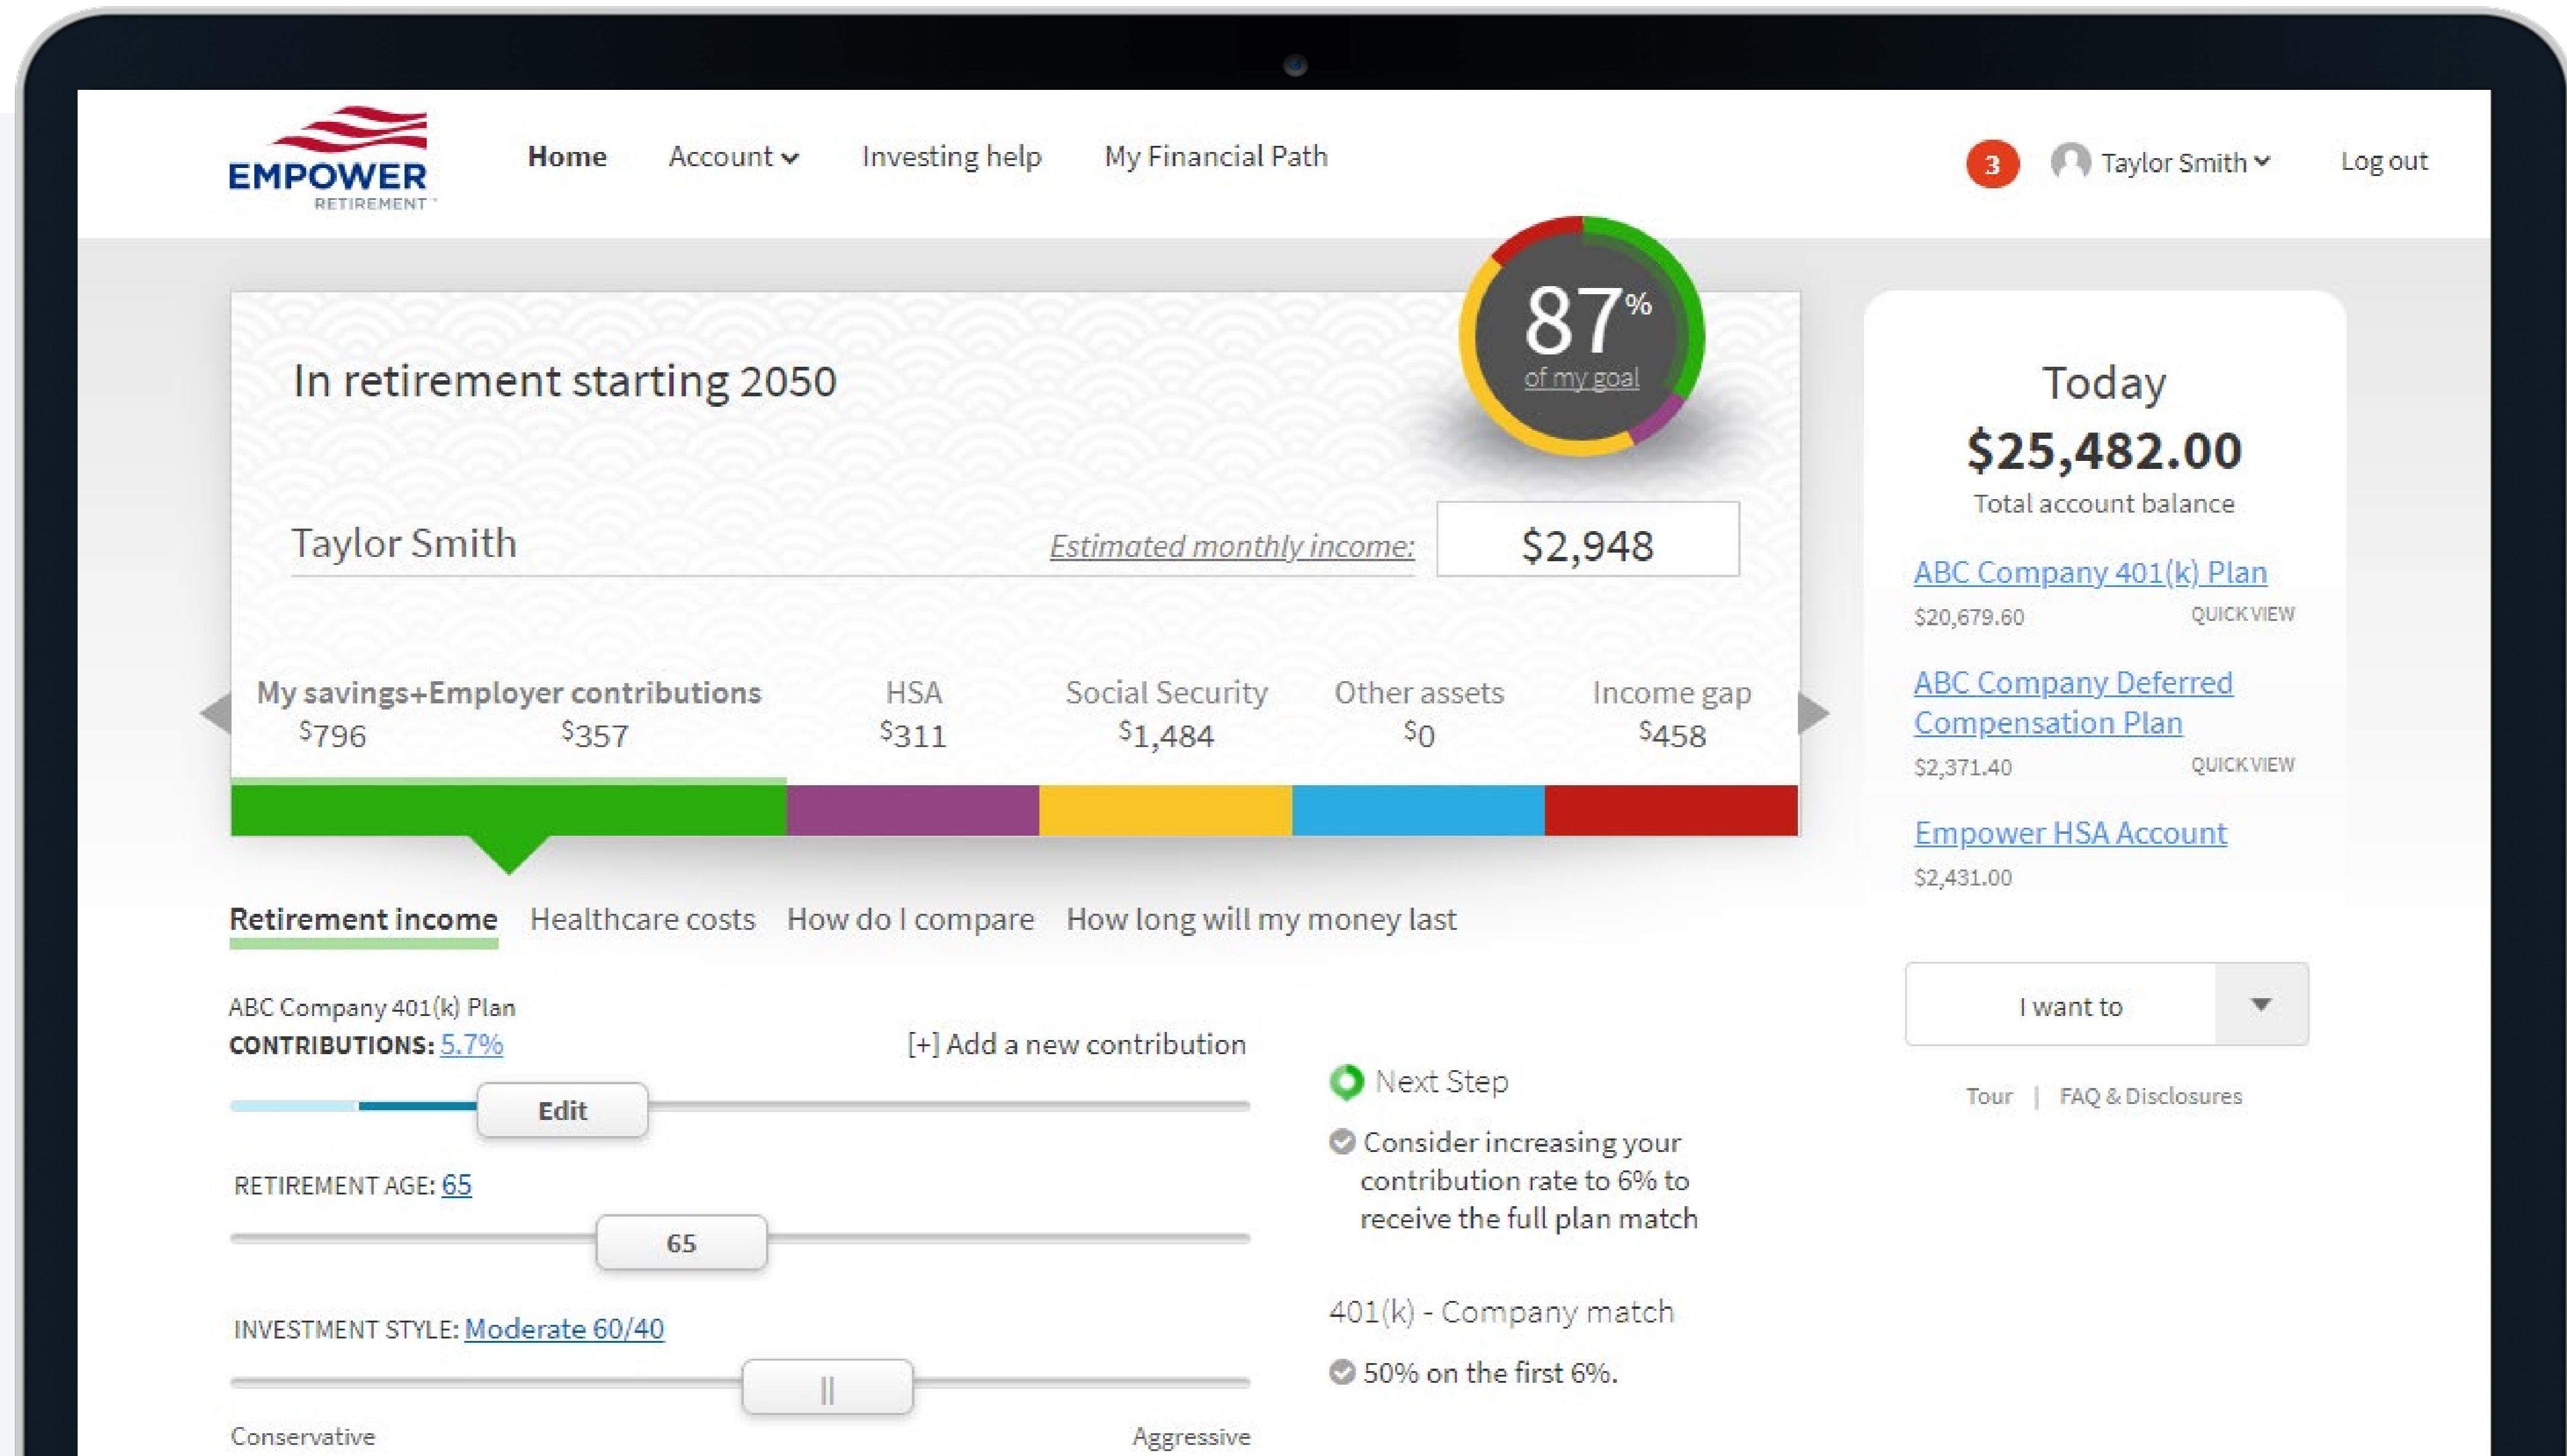 EMPOWER
RETIREMENT
Home Account Investing help My Financial Path
3 Taylor Smith Log out
87%
of my goal
In retirement starting 2050
Taylor Smith Estimated monthly income: $2,948
My savings+Employer contributions HSA Social Security Other assets Income gap
$796 $357 $311 $1,484 $0 $458
Retirement income Healthcare costs How do I compare How long will my money last
ABC Company 401(k) Plan
CONTRIBUTIONS: 5.7% [+] Add a new contribution
Edit
RETIREMENT AGE: 65
65
INVESTMENT STYLE: Moderate 60/40
Conservative Aggressive
Next Step
Consider increasing your
contribution rate to 6% to
receive the full plan match
401(k) - Company match
50% on the first 6%.
Today
$25,482.00
Total account balance
ABC Company 401(k) Plan
$20,679.60 QUICK VIEW
ABC Company Deferred
Compensation Plan
$2,371.40 QUICK VIEW
Empower HSA Account
$2,431.00
I want to
Tour | FAQ & Disclosures